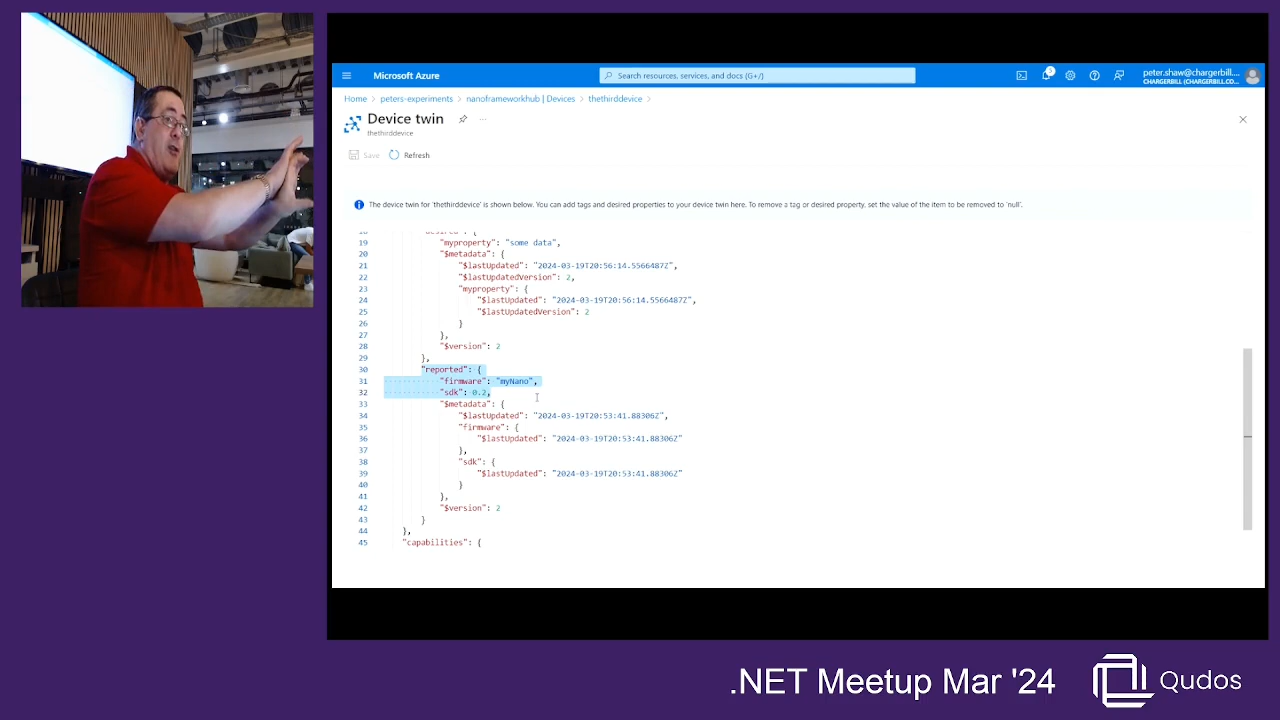 Microsoft Azure
Search resources, services, and docs (G+/)
1
peter.shaw@chargerbill....
CHARGERBILL (CHARGERBILL.CO...
Home > peters-experiments > nanoframeworkhub | Devices > thethirddevice >
Device twin
...
thethirddevice
Save Refresh
The device twin for 'thethirddevice' is shown below. You can add tags and desired properties to your device twin here. To remove a tag or desired property, set the value of the item to be removed to 'null'.
18 "desired": {
19 "myproperty": "some data",
20 "$metadata": {
21 "$lastUpdated": "2024-03-19T20:56:14.5566487Z",
22 "$lastUpdatedVersion": 2,
23 "myproperty": {
24 "$lastUpdated": "2024-03-19T20:56:14.5566487Z",
25 "$lastUpdatedVersion": 2
26 }
27 },
28 "$version": 2
29 },
30 "reported": {
31 "firmware": "myNano",
32 "sdk": 0.2,
33 "$metadata": {
34 "$lastUpdated": "2024-03-19T20:53:41.88306Z",
35 "firmware": {
36 "$lastUpdated": "2024-03-19T20:53:41.88306Z"
37 },
38 "sdk": {
39 "$lastUpdated": "2024-03-19T20:53:41.88306Z"
40 }
41 },
42 "$version": 2
43 }
44 },
45 "capabilities": {
.NET Meetup Mar '24
Qudos